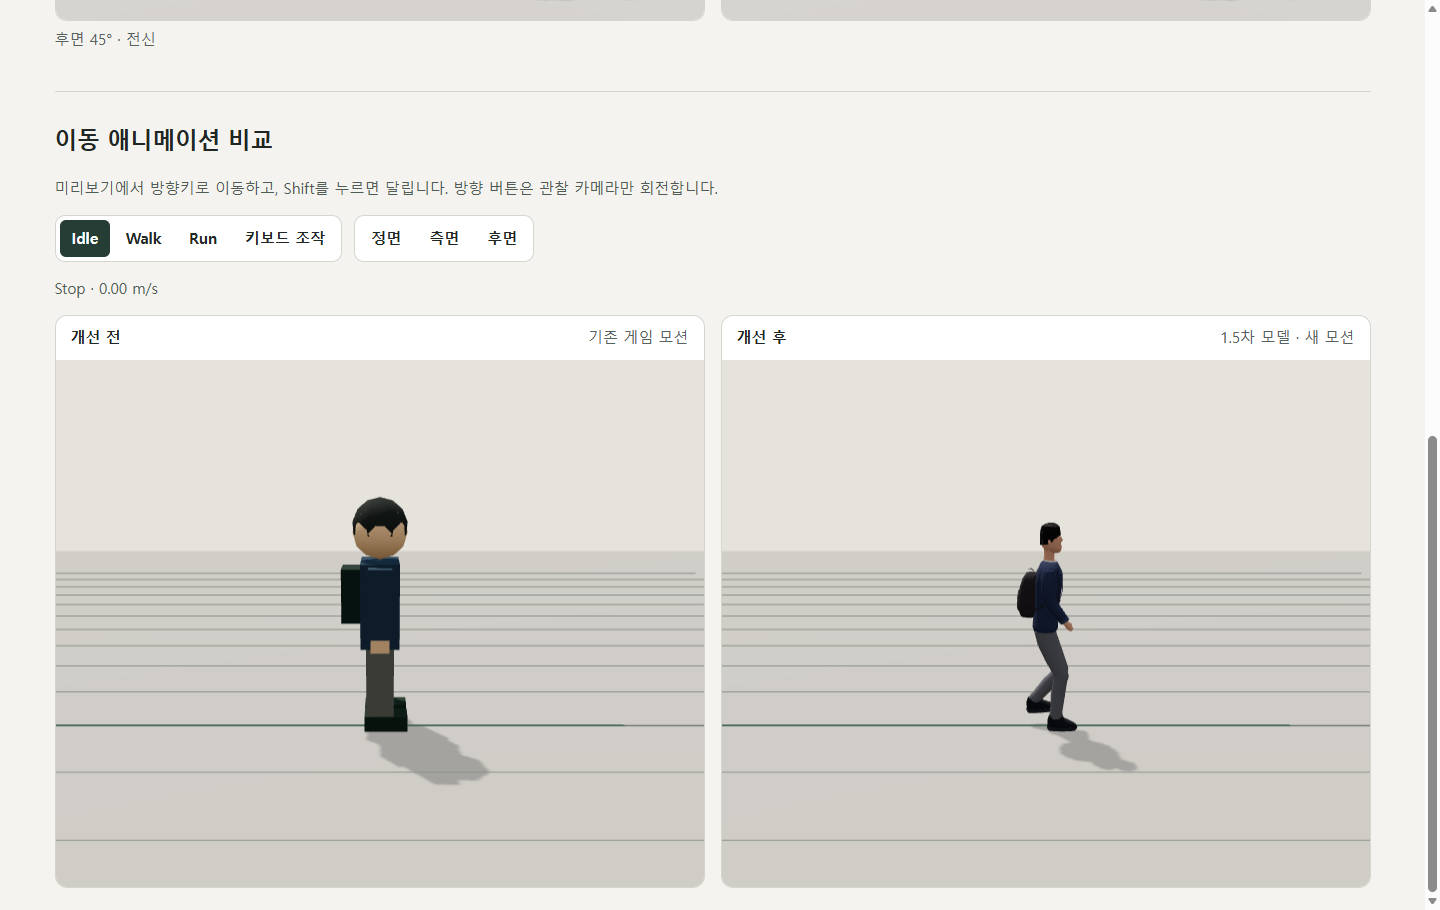 후면 45° · 전신
이동 애니메이션 비교
미리보기에서 방향키로 이동하고, Shift를 누르면 달립니다. 방향 버튼은 관찰 카메라만 회전합니다.
Idle Walk Run 키보드 조작 정면 측면 후면
Stop · 0.00 m/s
개선 전 기존 게임 모션
개선 후 1.5차 모델 · 새 모션